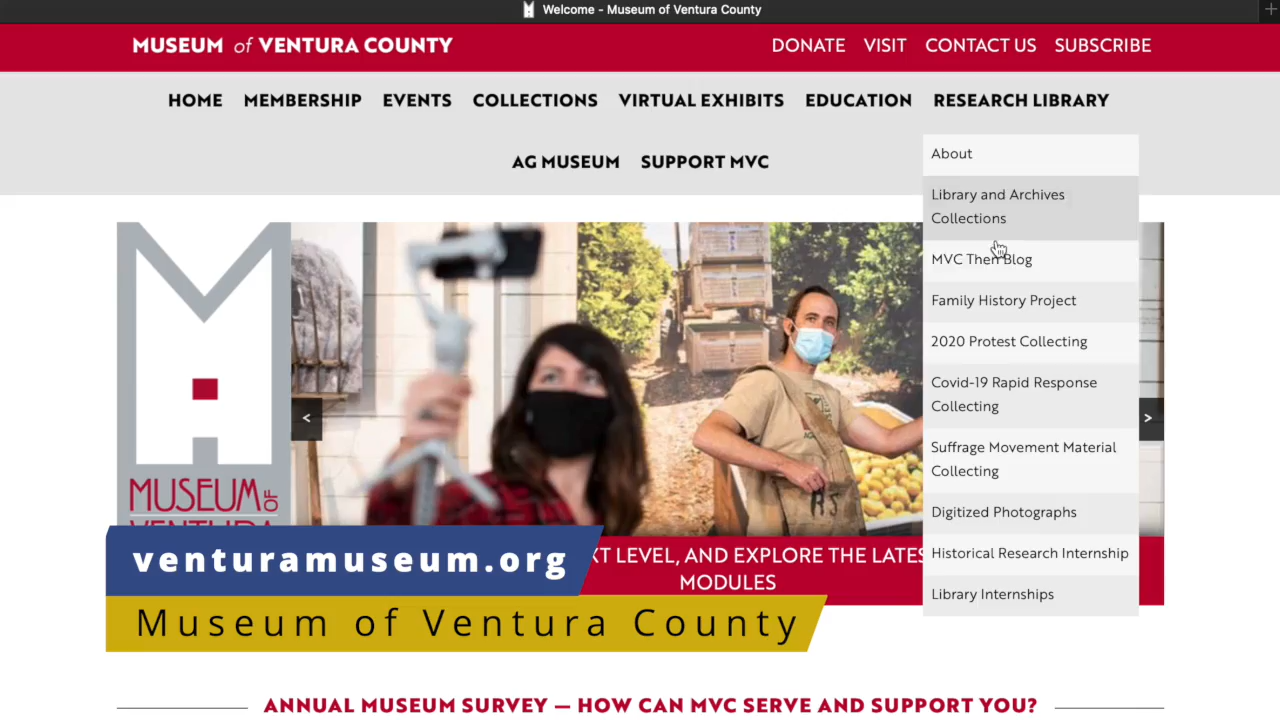 Welcome - Museum of Ventura County
MUSEUM of VENTURA COUNTY
DONATE VISIT CONTACT US SUBSCRIBE
HOME MEMBERSHIP EVENTS COLLECTIONS VIRTUAL EXHIBITS EDUCATION RESEARCH LIBRARY
AG MUSEUM SUPPORT MVC
About
Library and Archives
Collections
MVC Then Blog
Family History Project
2020 Protest Collecting
Covid-19 Rapid Response
Collecting
Suffrage Movement Material
Collecting
Digitized Photographs
Historical Research Internship
Library Internships
<
>
MUSEUM OF
VENTURA
XT LEVEL, AND EXPLORE THE LATES
MODULES
venturamuseum.org
Museum of Ventura County
ANNUAL MUSEUM SURVEY — HOW CAN MVC SERVE AND SUPPORT YOU?